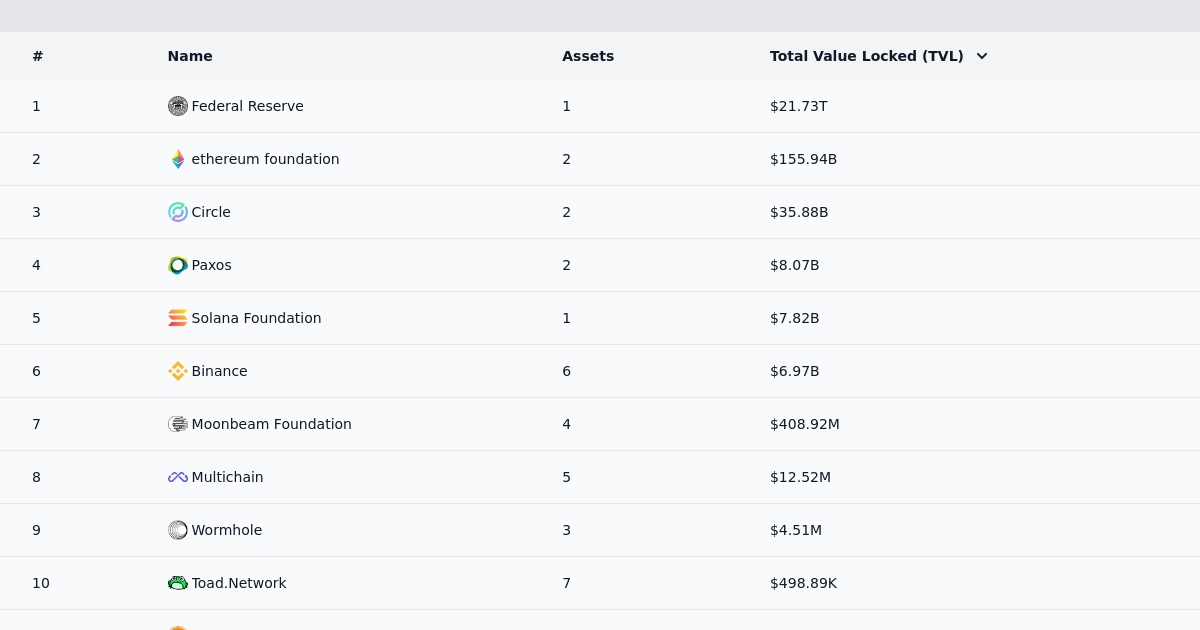 # Name Assets Total Value Locked (TVL)
1 Federal Reserve 1 $21.73T
2 ethereum foundation 2 $155.94B
3 Circle 2 $35.88B
4 Paxos 2 $8.07B
5 Solana Foundation 1 $7.82B
6 Binance 6 $6.97B
7 Moonbeam Foundation 4 $408.92M
8 Multichain 5 $12.52M
9 Wormhole 3 $4.51M
10 Toad.Network 7 $498.89K